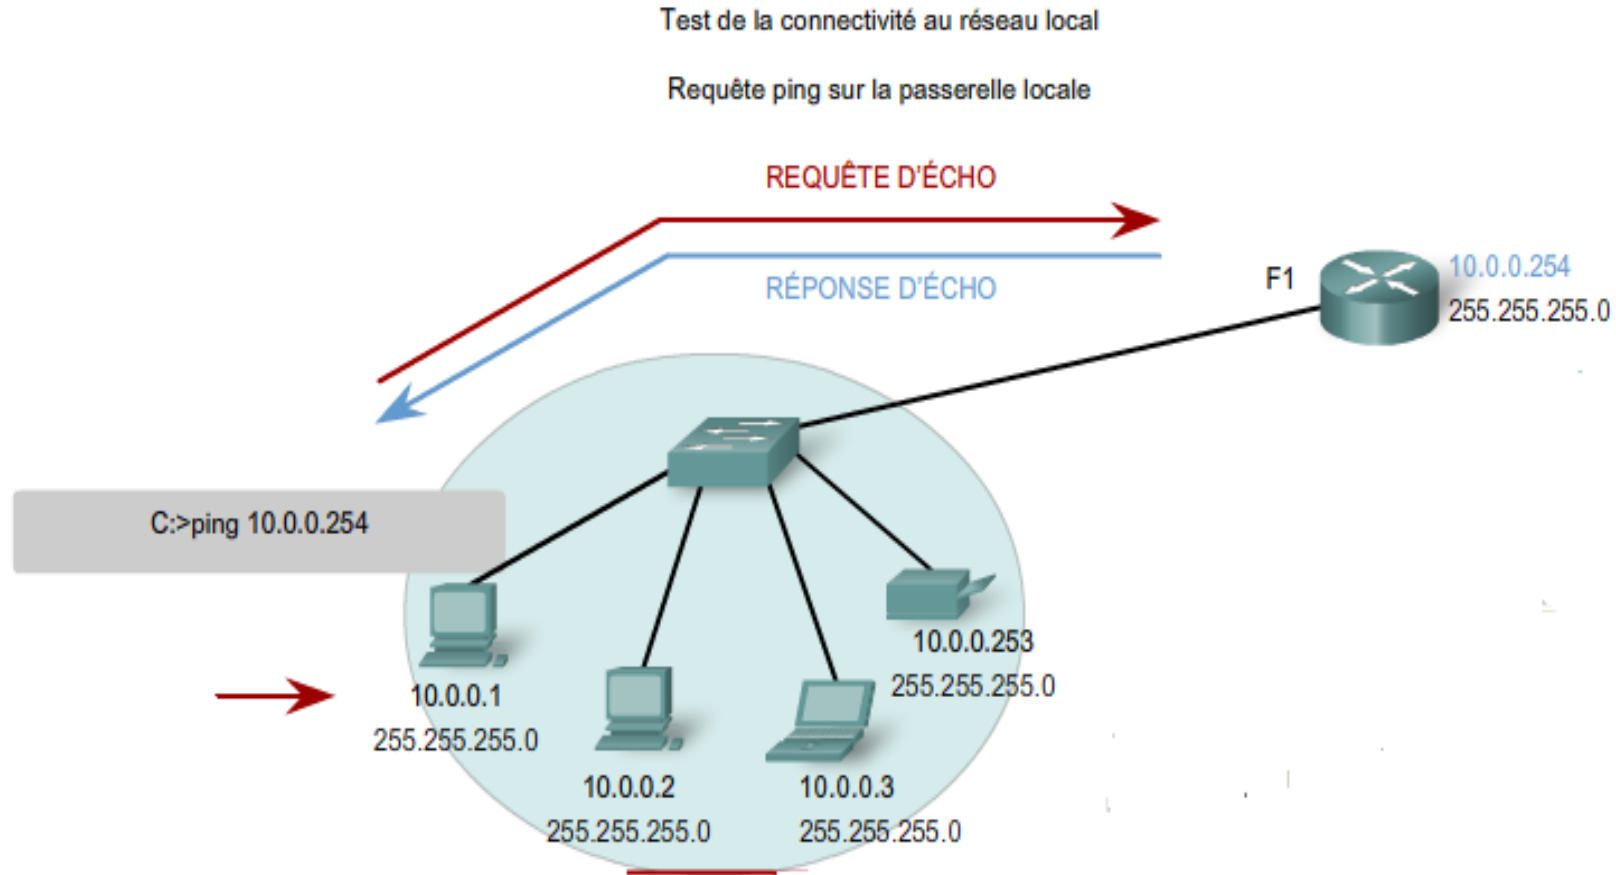 Test de la connectivité au réseau local
Requête ping sur la passerelle locale
REQUÊTE D'ÉCHO
RÉPONSE D'ÉCHO
F1
10.0.0.254
255.255.255.0
C:>ping 10.0.0.254
10.0.0.253
255.255.255.0
10.0.0.1
255.255.255.0
10.0.0.2
255.255.255.0
10.0.0.3
255.255.255.0